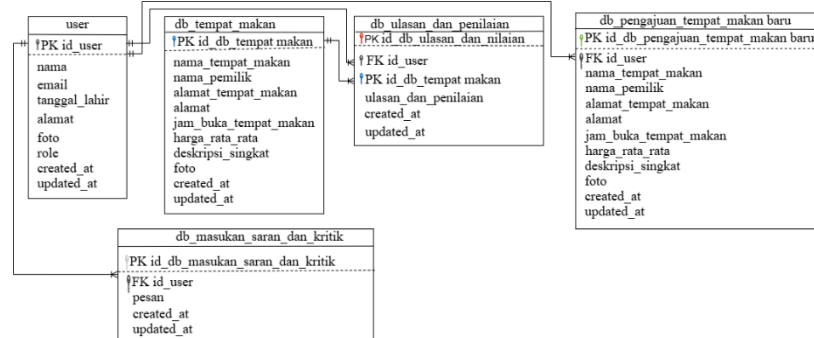 user
PK id_user
nama
email
tanggal_lahir
alamat
foto
role
created_at
updated_at
db_tempat_makan
PK id_db_tempat makan
nama_tempat_makan
nama_pemilik
alamat_tempat_makan
alamat
jam_buka_tempat_makan
harga_rata_rata
deskripsi_singkat
foto
created_at
updated_at
db_ulasan_dan_penilaian
PK id_db_ulasan dan_nilaian
FK id_user
PK id_db_tempat makan
ulasan_dan_penilaian
created_at
updated_at
db_pengajuan_tempat_makan baru
PK id_db_pengajuan_tempat_makan baru
FK id_user
nama_tempat_makan
nama_pemilik
alamat_tempat_makan
alamat
jam_buka_tempat_makan
harga_rata_rata
deskripsi_singkat
foto
created_at
updated_at
db_masukan_saran_dan_kritik
PK id_db_masukan_saran_dan_kritik
FK id_user
pesan
created_at
updated_at